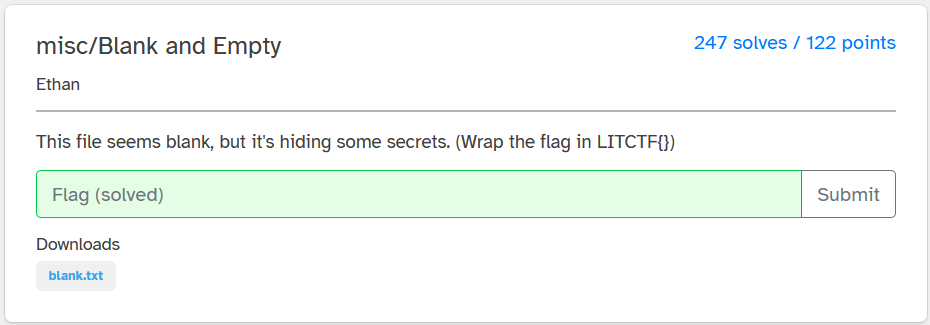 misc/Blank and Empty
247 solves / 122 points
Ethan
This file seems blank, but it's hiding some secrets. (Wrap the flag in LITCTF{})
Flag (solved)
Submit
Downloads
blank.txt